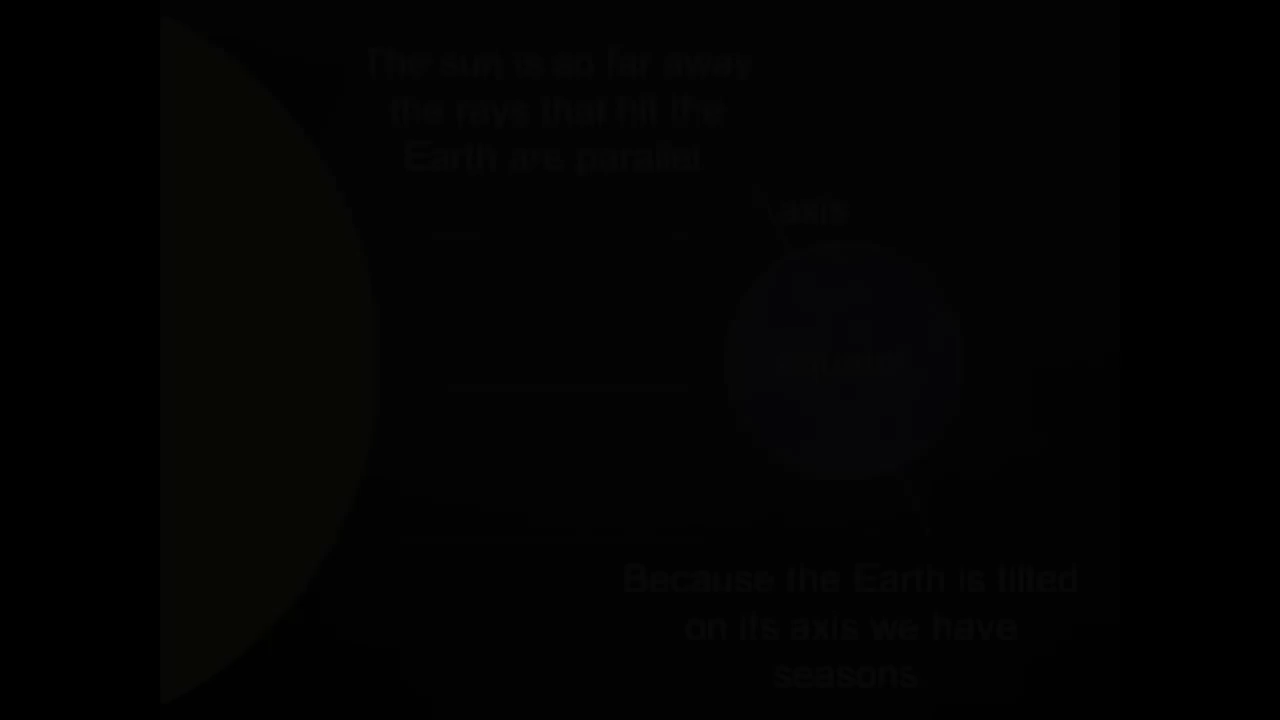 The sun is so far away
the rays that hit the
Earth are parallel
axis
equator
Because the Earth is tilted
on its axis we have
seasons